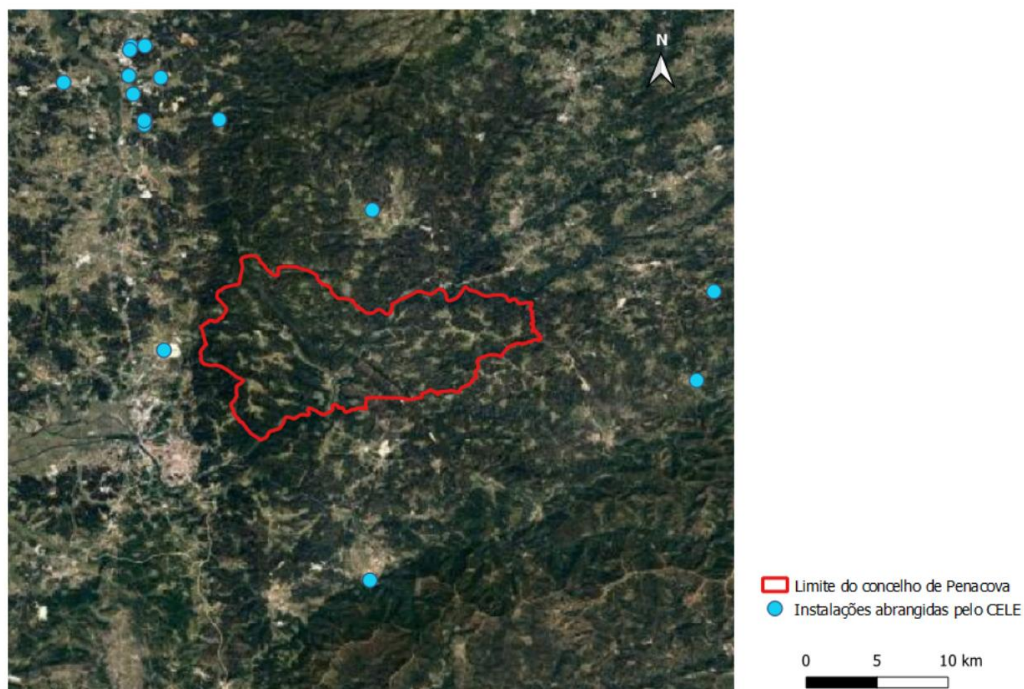 N
Limite do concelho de Penacova
Instalações abrangidas pelo CELE
0 5 10 km